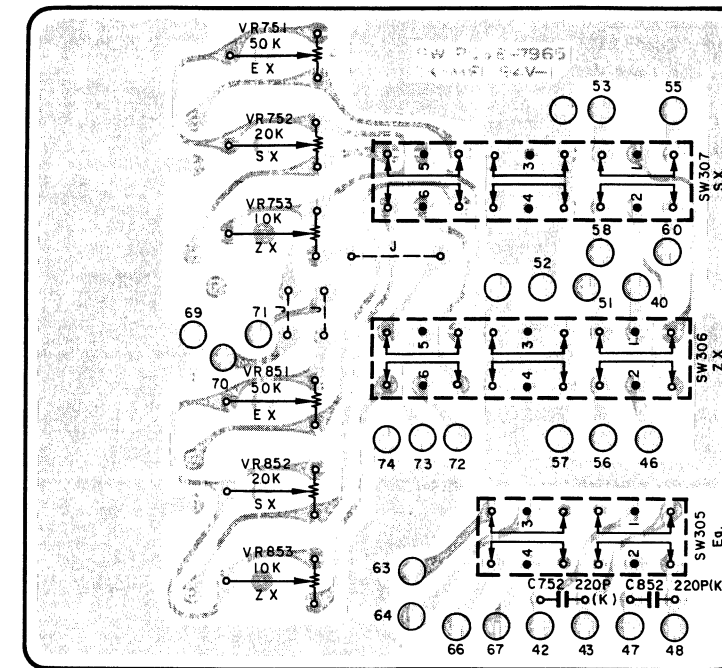 VR751
50K
EX
53
55
VR752
20K
SX
5
3
1
6
4
2
SW307
SX
VR753
10K
ZX
58
60
J
52
51
40
69
71
J
J
70
5
3
1
6
4
2
SW306
ZX
VR851
50K
EX
74
73
72
57
56
46
VR852
20K
SX
3
1
4
2
SW305
Eq.
VR853
10K
ZX
63
C752 220P
(K)
C852 220P(K
64
66
67
42
43
47
48